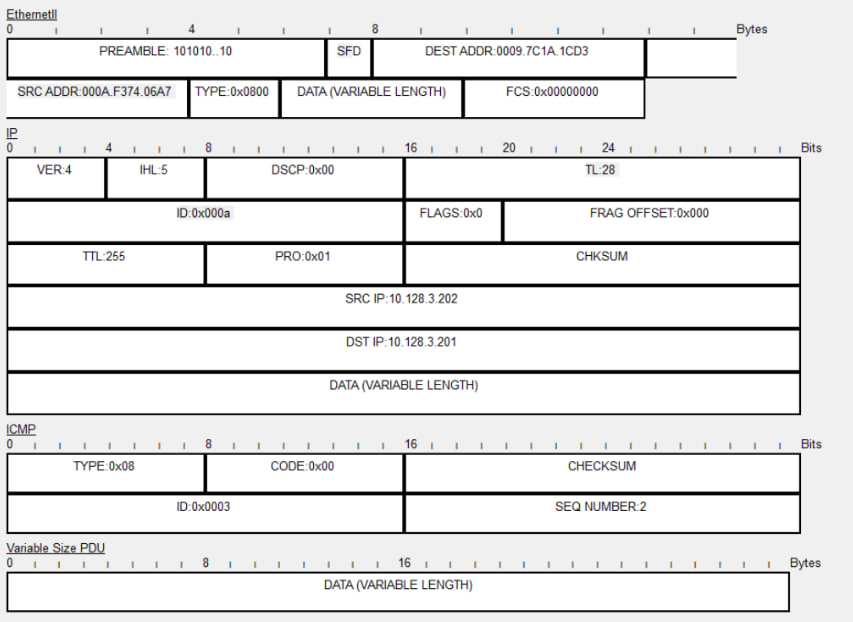 EthernetII
0 4 8 Bytes
PREAMBLE: 101010..10 SFD DEST ADDR:0009.7C1A.1CD3
SRC ADDR:000A.F374.06A7 TYPE:0x0800 DATA (VARIABLE LENGTH) FCS:0x00000000
IP
0 4 8 16 20 24 Bits
VER:4 IHL:5 DSCP:0x00 TL:28
ID:0x000a FLAGS:0x0 FRAG OFFSET:0x000
TTL:255 PRO:0x01 CHKSUM
SRC IP:10.128.3.202
DST IP:10.128.3.201
DATA (VARIABLE LENGTH)
ICMP
0 8 16 Bits
TYPE:0x08 CODE:0x00 CHECKSUM
ID:0x0003 SEQ NUMBER:2
Variable Size PDU
0 8 16 Bytes
DATA (VARIABLE LENGTH)